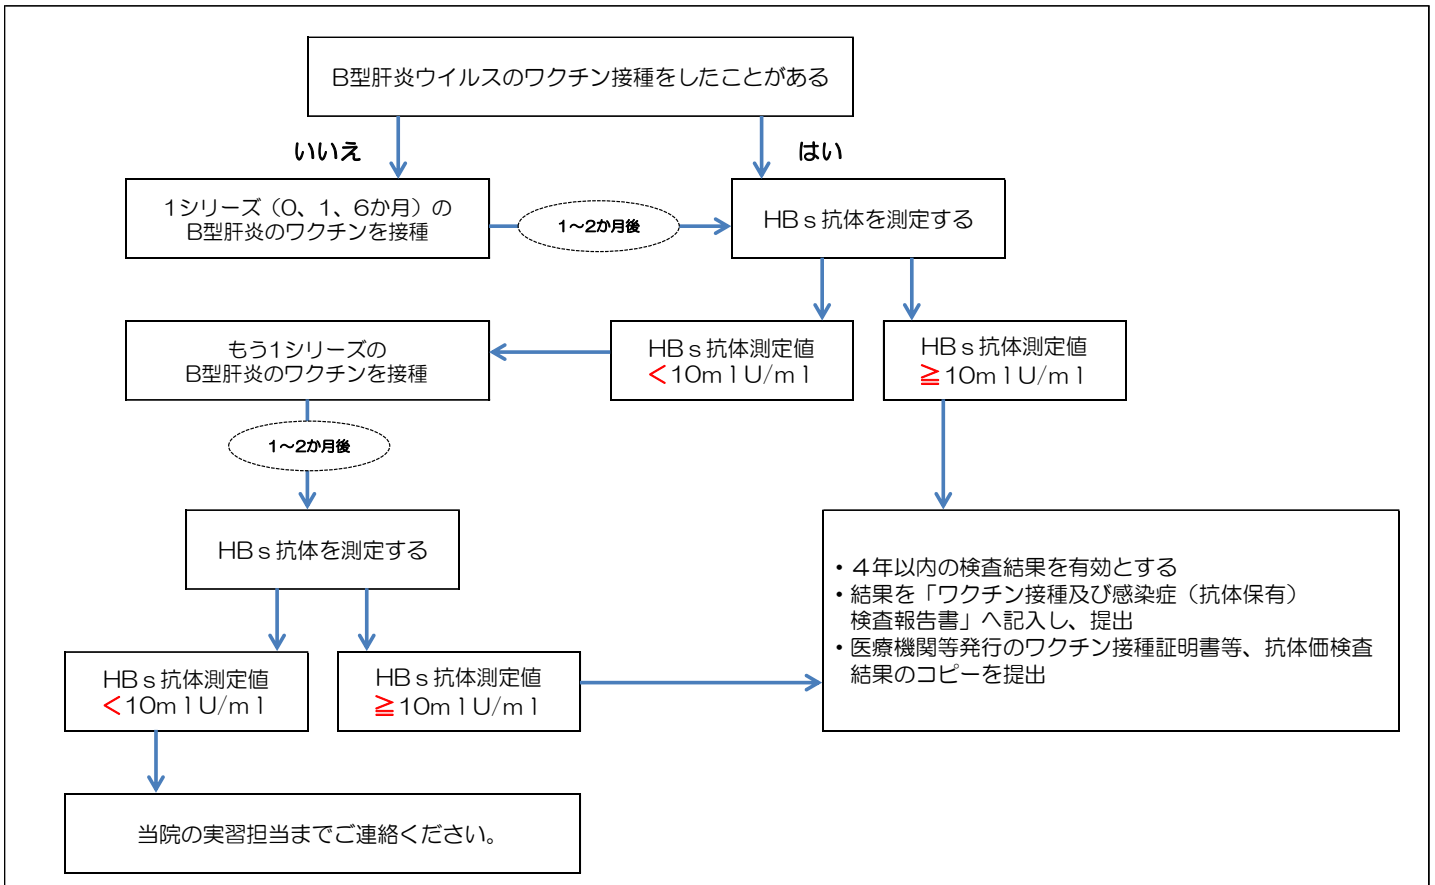 B型肝炎ウイルスのワクチン接種をしたことがある
いいえ
はい
1シリーズ（0、1、6か月）の
B型肝炎のワクチンを接種
1～2か月後
HBｓ抗体を測定する
もう1シリーズの
B型肝炎のワクチンを接種
HBｓ抗体測定値
＜10ｍｌU/ｍｌ
HBｓ抗体測定値
≧10ｍｌU/ｍｌ
1～2か月後
HBｓ抗体を測定する
・４年以内の検査結果を有効とする
・結果を「ワクチン接種及び感染症（抗体保有）
検査報告書」へ記入し、提出
・医療機関等発行のワクチン接種証明書等、抗体価検査
結果のコピーを提出
HBｓ抗体測定値
＜10ｍｌU/ｍｌ
HBｓ抗体測定値
≧10ｍｌU/ｍｌ
当院の実習担当までご連絡ください。